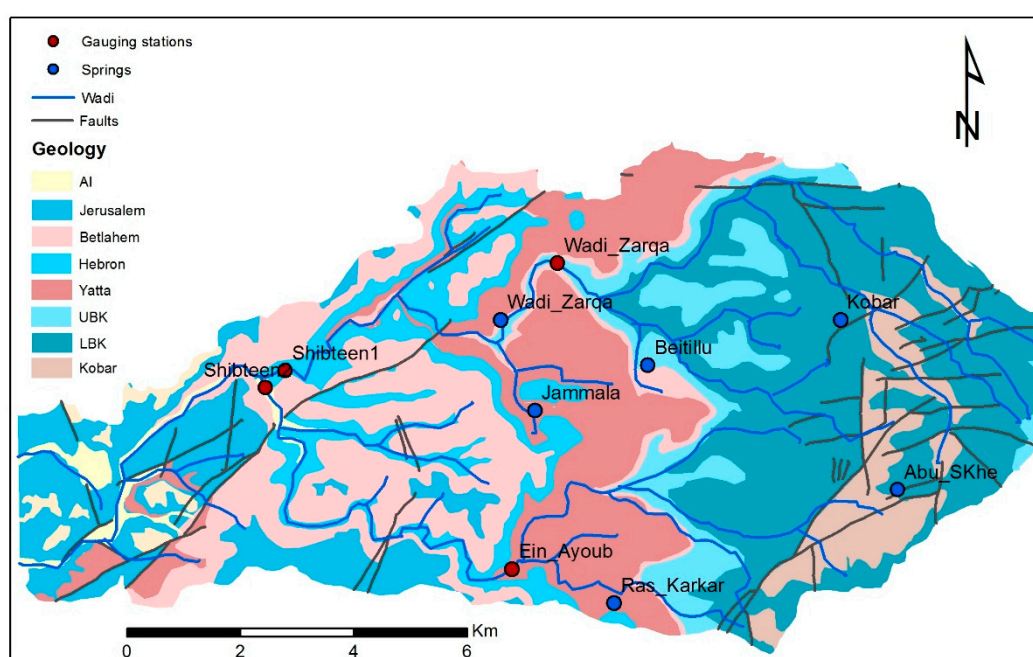 Gauging stations
Springs
Wadi
Faults
Geology
Al
Jerusalem
Betlahem
Hebron
Yatta
UBK
LBK
Kobar
N
Wadi_Zarqa
Wadi_Zarqa
Kobar
Beitillu
Shibteen1
Shibteen
Jammala
Abu_SKhe
Ein_Ayoub
Ras_Karkar
Km
0 2 4 6